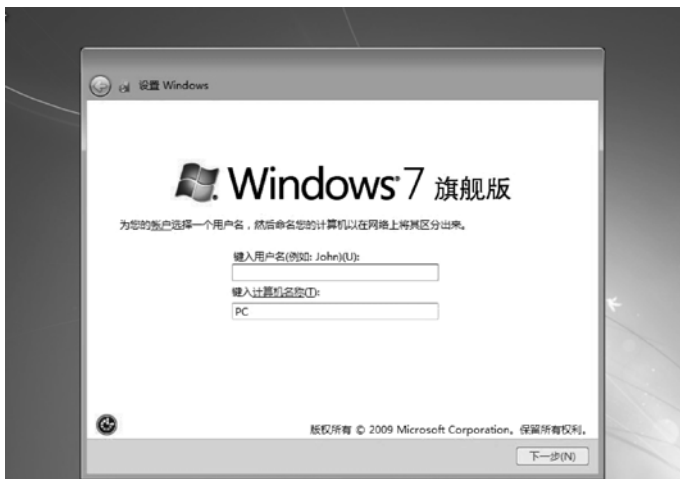 设置 Windows
Windows 7 旗舰版
为您的帐户选择一个用户名，然后命名您的计算机以在网络上将其区分出来。
键入用户名(例如: John)(U):
键入计算机名称(T):
PC
版权所有 © 2009 Microsoft Corporation。保留所有权利。
下一步(N)